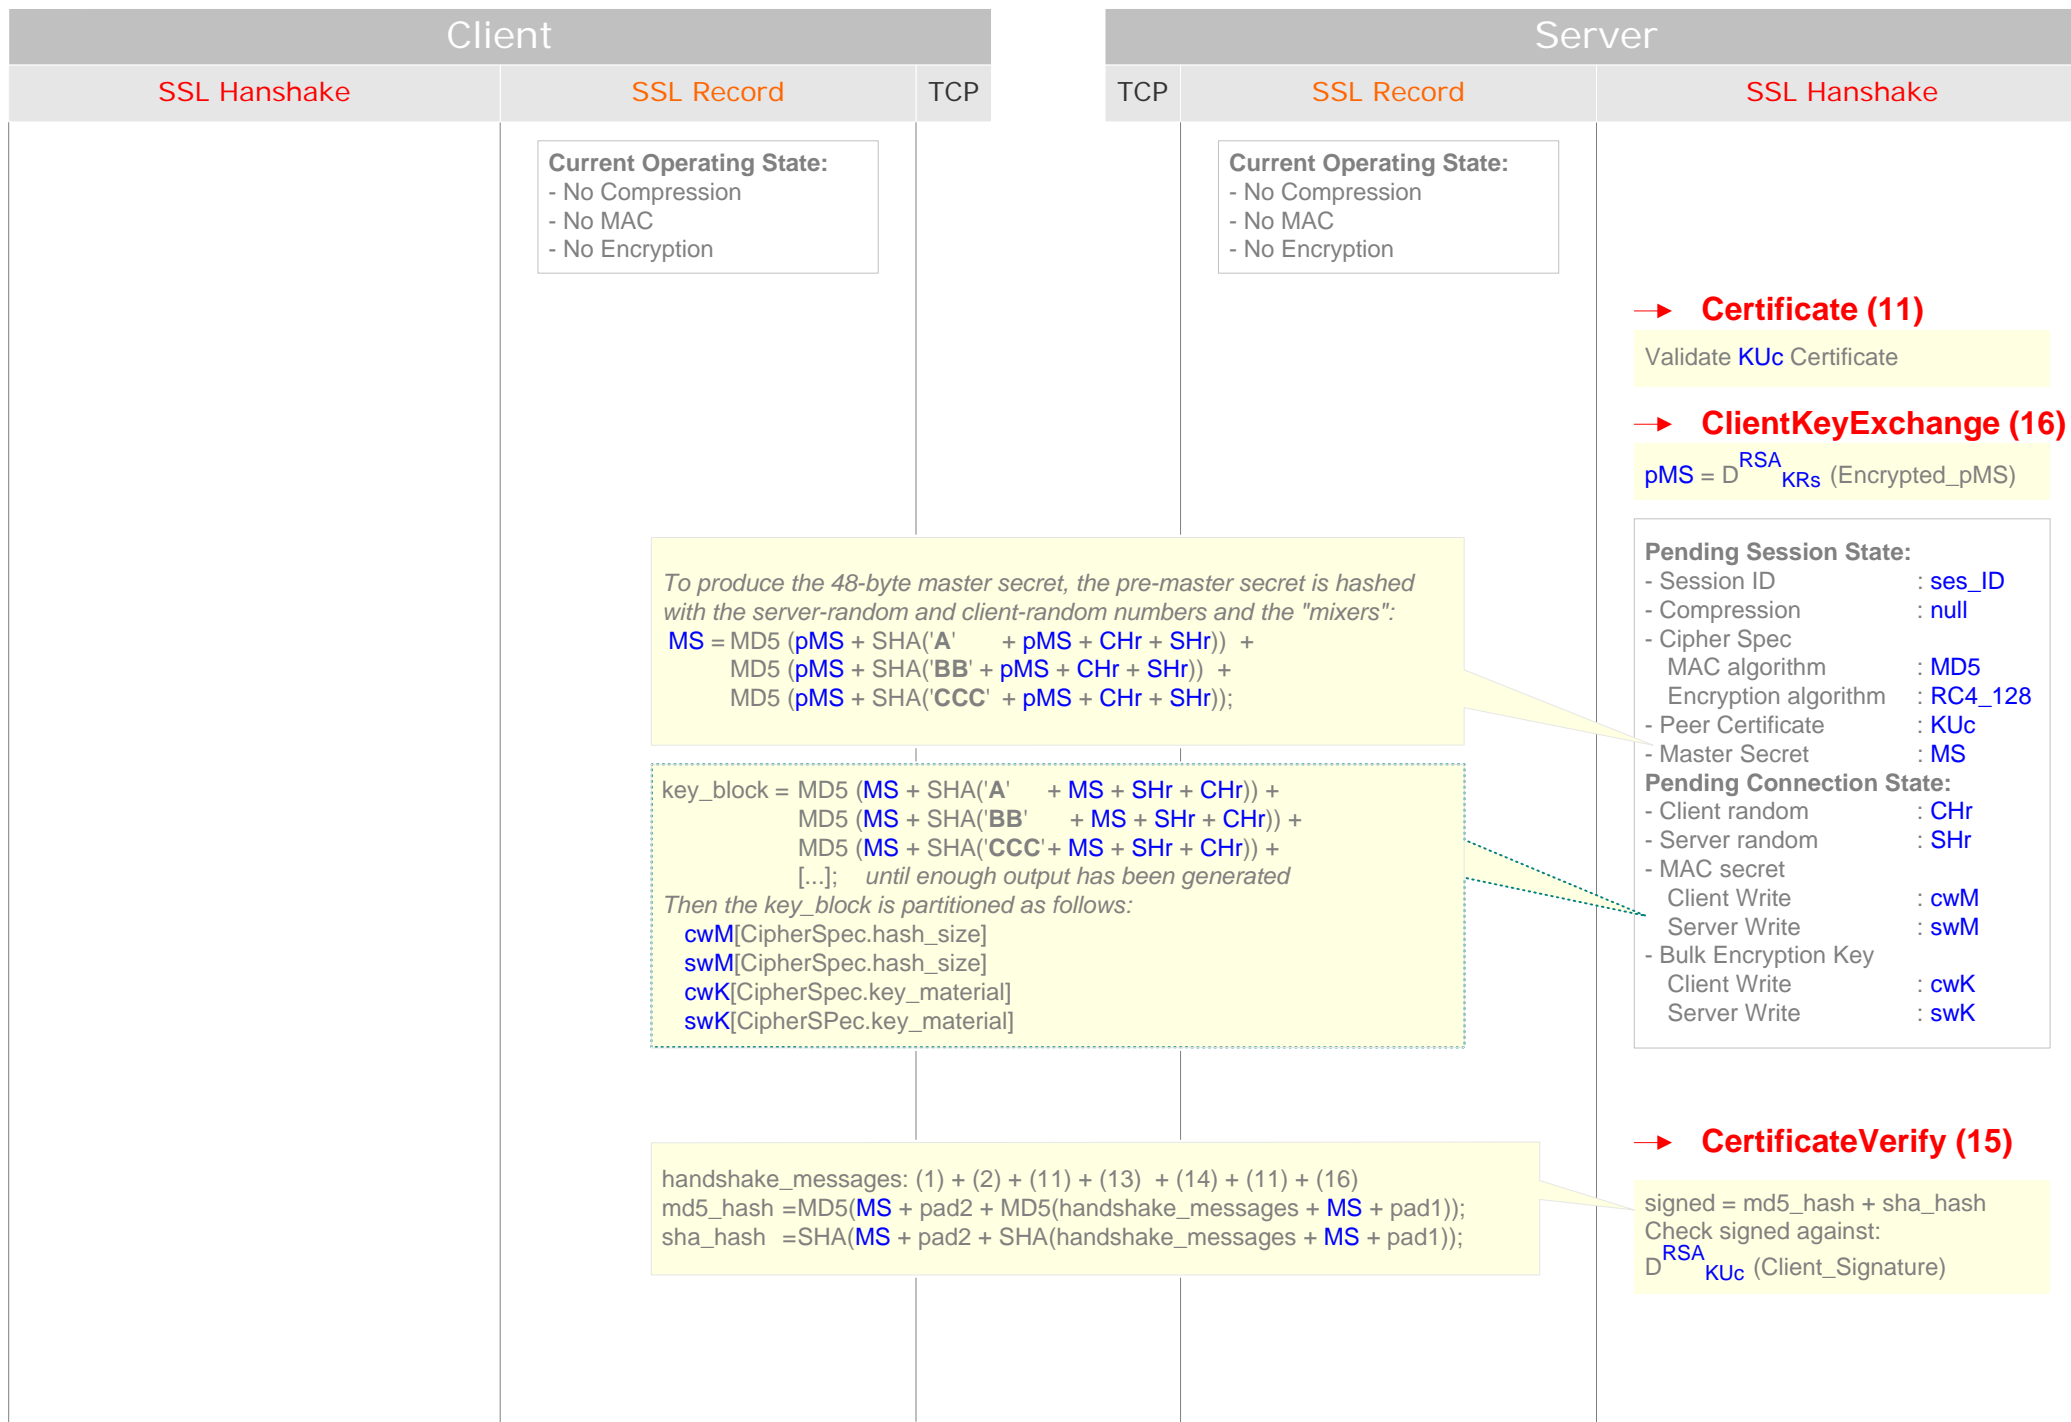 Client
Server
SSL Hanshake
SSL Record
TCP
TCP
SSL Record
SSL Hanshake
Current Operating State:
- No Compression
- No MAC
- No Encryption
Current Operating State:
- No Compression
- No MAC
- No Encryption
Certificate (11)
Validate KUc Certificate
ClientKeyExchange (16)
pMS = D RSA KRs (Encrypted_pMS)
To produce the 48-byte master secret, the pre-master secret is hashed
with the server-random and client-random numbers and the "mixers":
MS = MD5 (pMS + SHA('A' + pMS + CHr + SHr)) +
MD5 (pMS + SHA('BB' + pMS + CHr + SHr)) +
MD5 (pMS + SHA('CCC' + pMS + CHr + SHr));
key_block = MD5 (MS + SHA('A' + MS + SHr + CHr)) +
MD5 (MS + SHA('BB' + MS + SHr + CHr)) +
MD5 (MS + SHA('CCC'+ MS + SHr + CHr)) +
[...]; until enough output has been generated
Then the key_block is partitioned as follows:
cwM[CipherSpec.hash_size]
swM[CipherSpec.hash_size]
cwK[CipherSpec.key_material]
swK[CipherSPec.key_material]
Pending Session State:
- Session ID : ses_ID
- Compression : null
- Cipher Spec
MAC algorithm : MD5
Encryption algorithm : RC4_128
- Peer Certificate : KUc
- Master Secret : MS
Pending Connection State:
- Client random : CHr
- Server random : SHr
- MAC secret
Client Write : cwM
Server Write : swM
- Bulk Encryption Key
Client Write : cwK
Server Write : swK
CertificateVerify (15)
handshake_messages: (1) + (2) + (11) + (13) + (14) + (11) + (16)
md5_hash =MD5(MS + pad2 + MD5(handshake_messages + MS + pad1));
sha_hash =SHA(MS + pad2 + SHA(handshake_messages + MS + pad1));
signed = md5_hash + sha_hash
Check signed against:
D RSA KUc (Client_Signature)